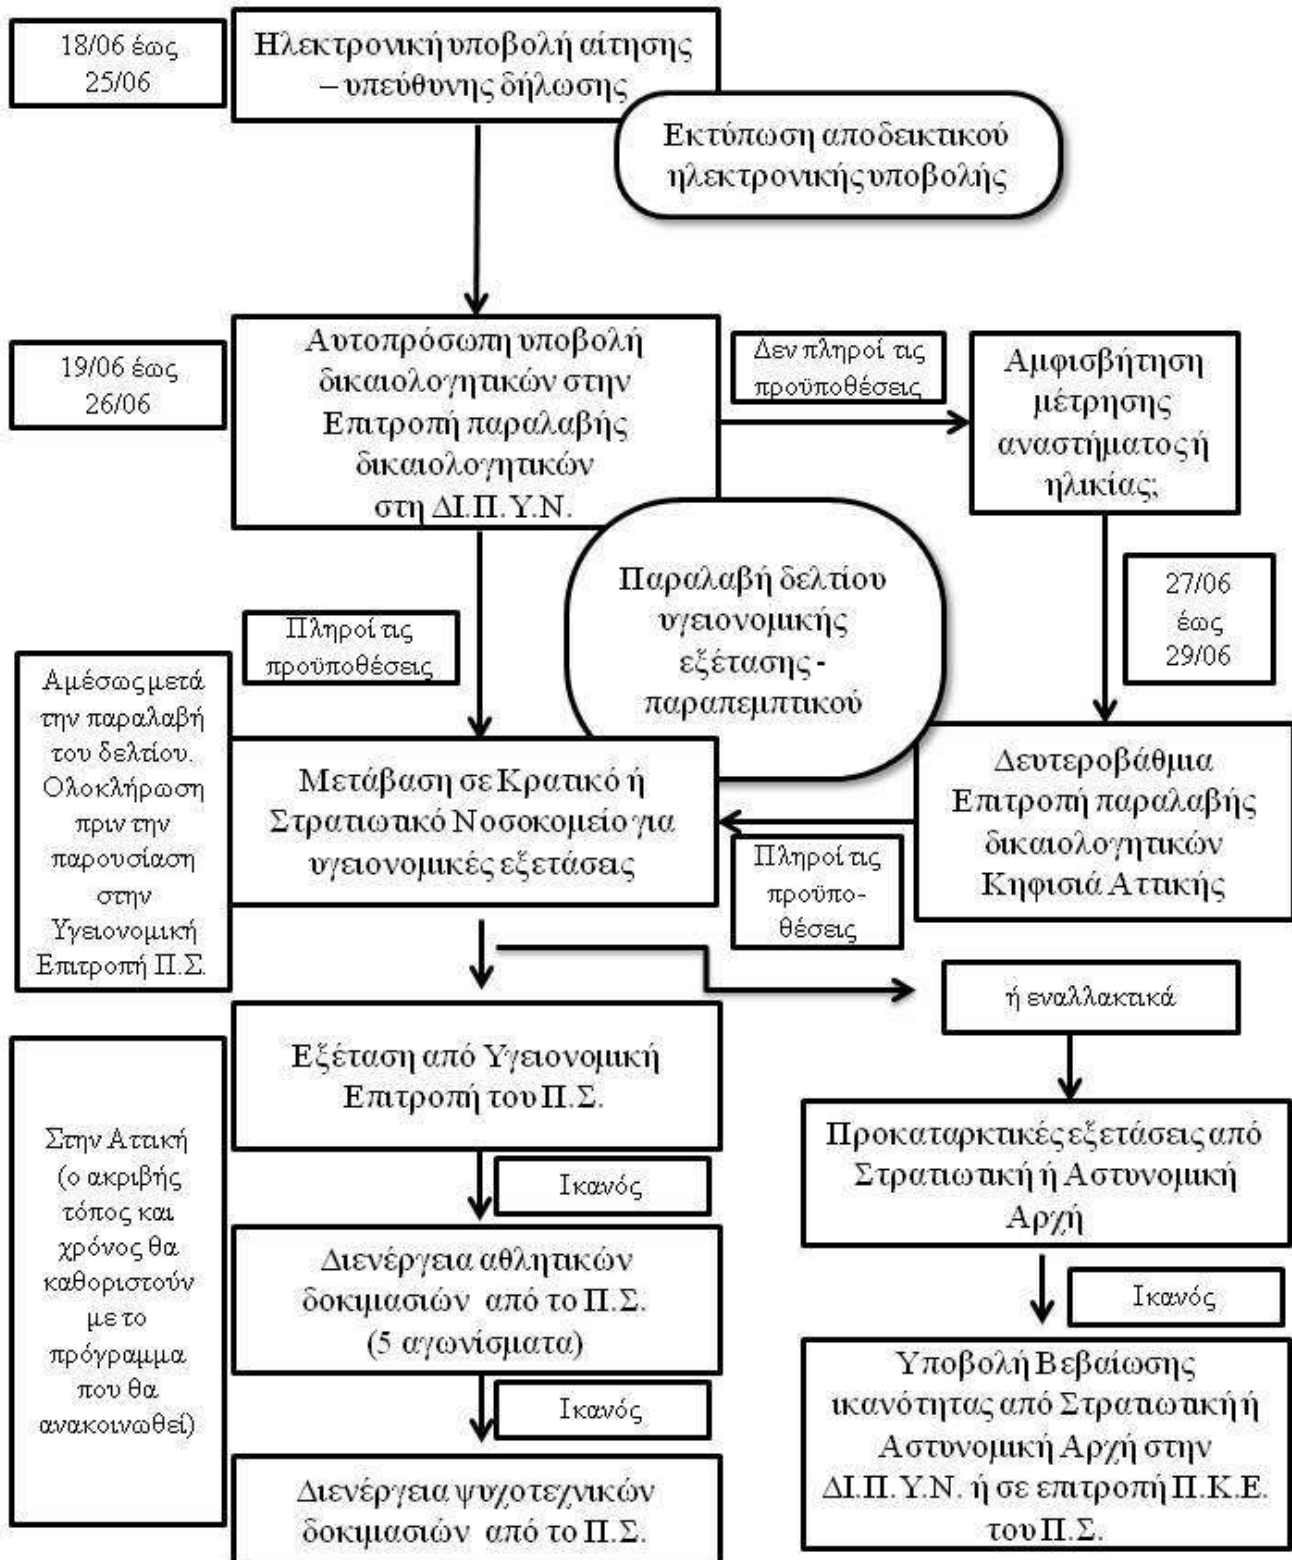 18/06 έως
25/06
Ηλεκτρονική υποβολή αίτησης
– υπεύθυνης δήλωσης
Εκτύπωση αποδεικτικού
ηλεκτρονικής υποβολής
19/06 έως
26/06
Αυτοπρόσωπη υποβολή
δικαιολογητικών στην
Επιτροπή παραλαβής
δικαιολογητικών
στη ΔΙ.Π.Υ.Ν.
Δεν πληροί τις
προϋποθέσεις
Αμφισβήτηση
μέτρησης
αναστήματος ή
ηλικίας;
Παραλαβή δελτίου
υγειονομικής
εξέτασης -
παραπεμπτικού
27/06
έως
29/06
Πληροί τις
προϋποθέσεις
Αμέσως μετά
την παραλαβή
του δελτίου.
Ολοκλήρωση
πριν την
παρουσίαση
στην
Υγειονομική
Επιτροπή Π.Σ.
Μετάβαση σε Κρατικό ή
Στρατιωτικό Νοσοκομείο για
υγειονομικές εξετάσεις
Δευτεροβάθμια
Επιτροπή παραλαβής
δικαιολογητικών
Κηφισιά Αττικής
Πληροί τις
προϋπο-
θέσεις
ή εναλλακτικά
Εξέταση από Υγειονομική
Επιτροπή του Π.Σ.
Στην Αττική
(ο ακριβής
τόπος και
χρόνος θα
καθοριστούν
με το
πρόγραμμα
που θα
ανακοινωθεί)
Ικανός
Προκαταρκτικές εξετάσεις από
Στρατιωτική ή Αστυνομική
Αρχή
Διενέργεια αθλητικών
δοκιμασιών από το Π.Σ.
(5 αγωνίσματα)
Ικανός
Ικανός
Υποβολή Βεβαίωσης
ικανότητας από Στρατιωτική ή
Αστυνομική Αρχή στην
ΔΙ.Π.Υ.Ν. ή σε επιτροπή Π.Κ.Ε.
του Π.Σ.
Διενέργεια ψυχοτεχνικών
δοκιμασιών από το Π.Σ.